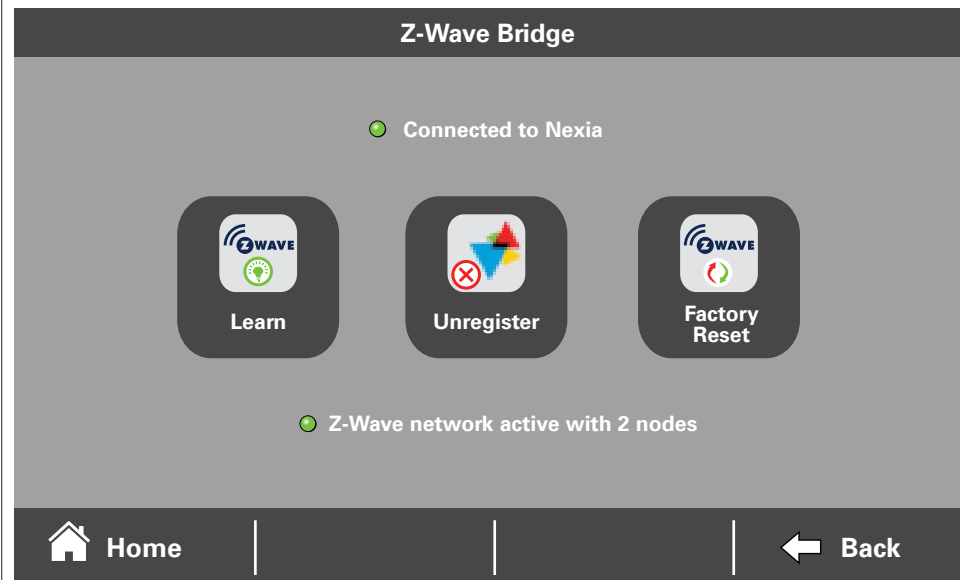 Z-Wave Bridge
Connected to Nexia
ZWAVE
ZWAVE
Learn
Unregister
Factory
Reset
Z-Wave network active with 2 nodes
Home
Back